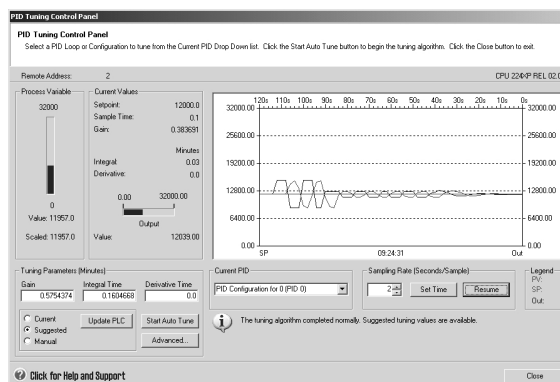 PID Tuning Control Panel
PID Tuning Control Panel
Select a PID Loop or Configuration to tune from the Current PID Drop Down list. Click the Start Auto Tune button to begin the tuning algorithm. Click the Close button to exit.
Remote Address: 2 CPU 224XP REL 02.0
Process Variable
32000
0
Value: 11957.0
Scaled: 11957.0
Current Values
Setpoint: 12000.0
Sample Time: 0.1
Gain: 0.383691
Minutes
Integral: 0.03
Derivative: 0.0
0.00 32000.00
Output
Value: 12039.00
120s 110s 100s 90s 80s 70s 60s 50s 40s 30s 20s 10s 0s
32000.00 32000.00
25600.00 25600.00
19200.00 19200.00
12800.00 12800.00
6400.00 6400.00
0.00 0.00
SP 09:24:31 Out
Tuning Parameters (Minutes)
Gain Integral Time Derivative Time
0.5754374 0.1604668 0.0
Current
Suggested
Manual
Update PLC
Start Auto Tune
Advanced...
Current PID
PID Configuration for 0 (PID 0)
Sampling Rate (Seconds/Sample)
2 Set Time Resume
Legend
PV:
SP:
Out:
The tuning algorithm completed normally. Suggested tuning values are available.
Click for Help and Support
Close